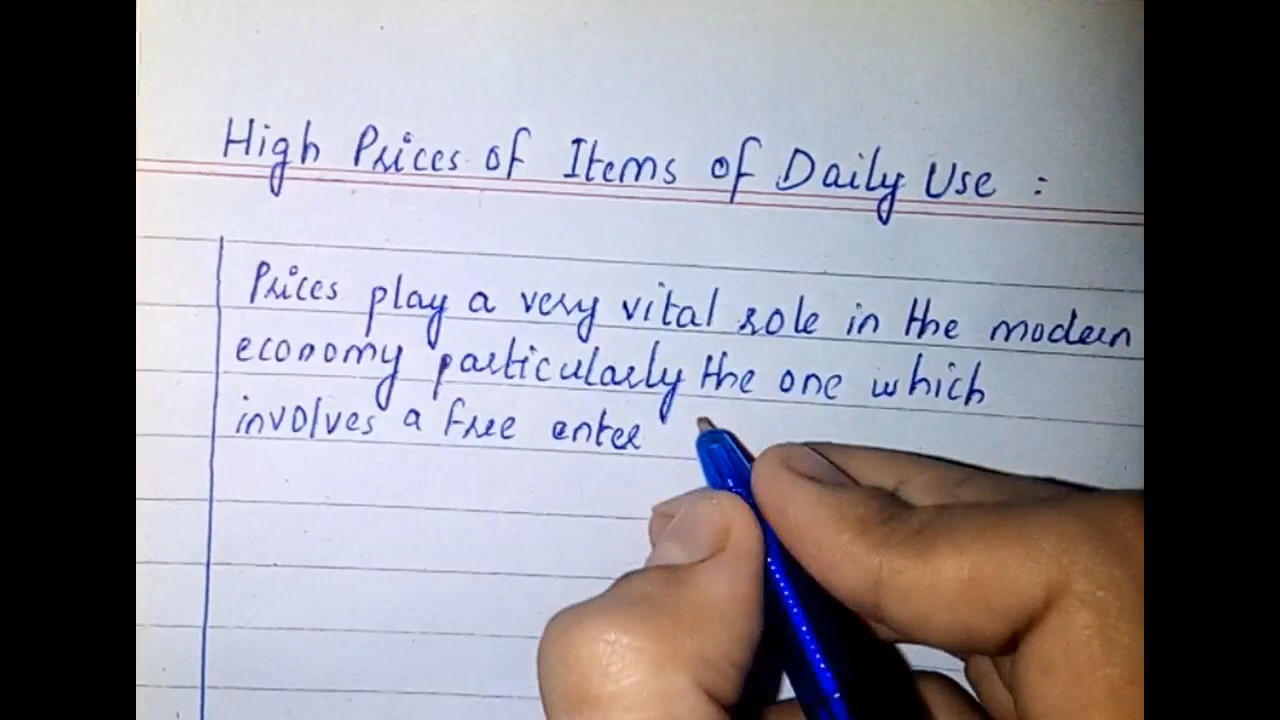 High Prices of Items of Daily Use :
Prices play a very vital role in the modern
economy particularly the one which
involves a free enter